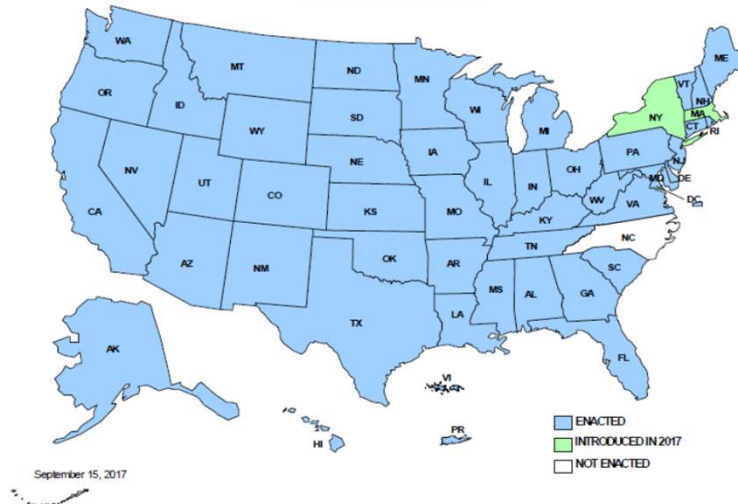 WA
MT
ND
MN
ME
VT
NH
OR
ID
SD
WI
NY
MA
WY
MI
CT
RI
IA
PA
NE
NJ
NV
UT
IL
IN
OH
MD
DE
CO
WV
VA
DC
CA
KS
MO
KY
NC
TN
AZ
NM
OK
AR
SC
MS
AL
GA
TX
LA
AK
FL
VI
HI
PR
ENACTED
INTRODUCED IN 2017
NOT ENACTED
September 15, 2017